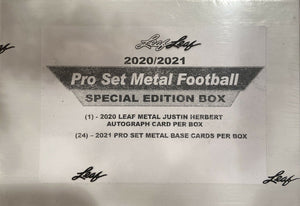 Leaf Leaf
2020/2021
Pro Set Metal Football
SPECIAL EDITION BOX
(1) - 2020 LEAF METAL JUSTIN HERBERT
AUTOGRAPH CARD PER BOX
(24) - 2021 PRO SET METAL BASE CARDS PER BOX
Leaf
Leaf